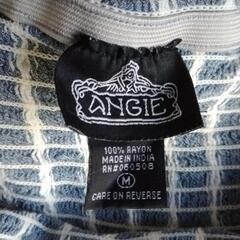 ANGIE
100% RAYON
MADE IN INDIA
RN#060508
M
CARE ON REVERSE